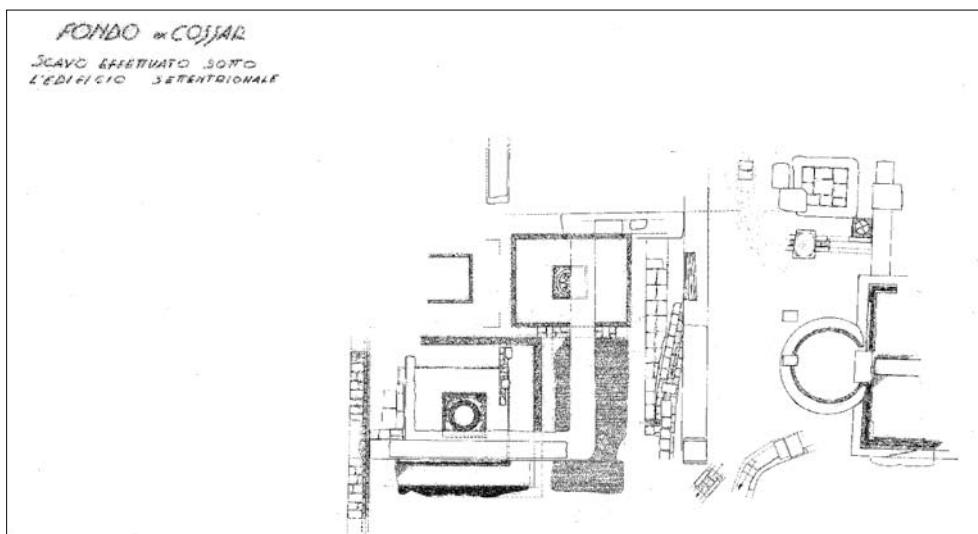 FONDO ex COSSAR
SCAVO EFFETTUATO SOTTO
L'EDIFICIO SETTENTRIONALE